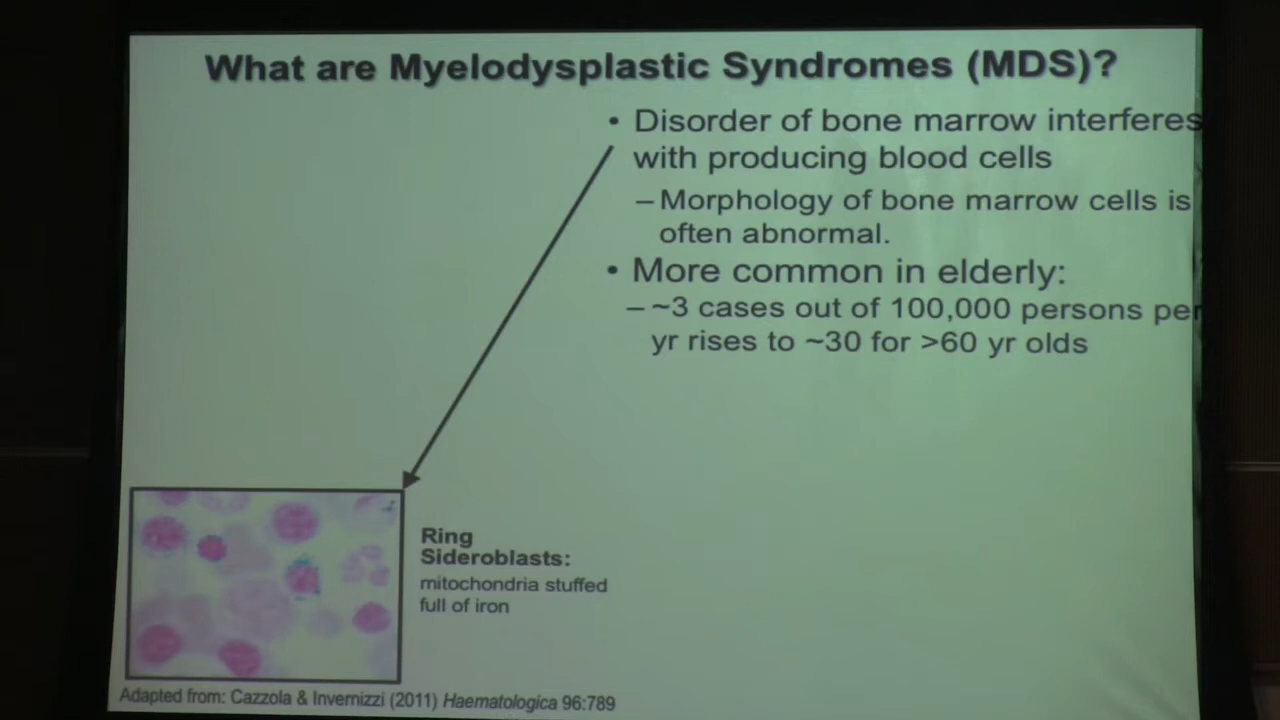 What are Myelodysplastic Syndromes (MDS)?
• Disorder of bone marrow interferes
with producing blood cells
– Morphology of bone marrow cells is
often abnormal.
• More common in elderly:
– ~3 cases out of 100,000 persons per
yr rises to ~30 for >60 yr olds
Ring
Sideroblasts:
mitochondria stuffed
full of iron
Adapted from: Cazzola & Invernizzi (2011) Haematologica 96:789